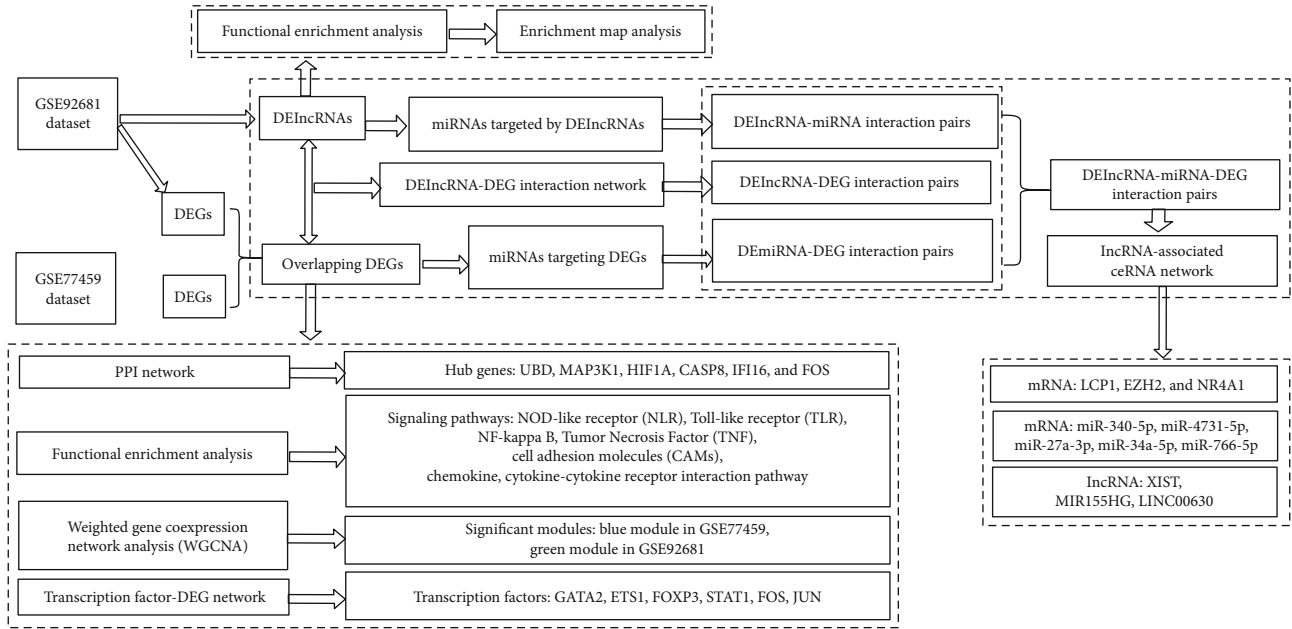 Functional enrichment analysis
Enrichment map analysis
GSE92681
dataset
DElncRNAs
miRNAs targeted by DElncRNAs
DElncRNA-miRNA interaction pairs
DElncRNA-DEG interaction network
DElncRNA-DEG interaction pairs
DElncRNA-miRNA-DEG
interaction pairs
DEGs
Overlapping DEGs
miRNAs targeting DEGs
DEmiRNA-DEG interaction pairs
lncRNA-associated
ceRNA network
GSE77459
dataset
DEGs
PPI network
Hub genes: UBD, MAP3K1, HIF1A, CASP8, IFI16, and FOS
Functional enrichment analysis
Signaling pathways: NOD-like receptor (NLR), Toll-like receptor (TLR),
NF-kappa B, Tumor Necrosis Factor (TNF),
cell adhesion molecules (CAMs),
chemokine, cytokine-cytokine receptor interaction pathway
Weighted gene coexpression
network analysis (WGCNA)
Significant modules: blue module in GSE77459,
green module in GSE92681
Transcription factor-DEG network
Transcription factors: GATA2, ETS1, FOXP3, STAT1, FOS, JUN
mRNA: LCP1, EZH2, and NR4A1
mRNA: miR-340-5p, miR-4731-5p,
miR-27a-3p, miR-34a-5p, miR-766-5p
lncRNA: XIST,
MIR155HG, LINC00630